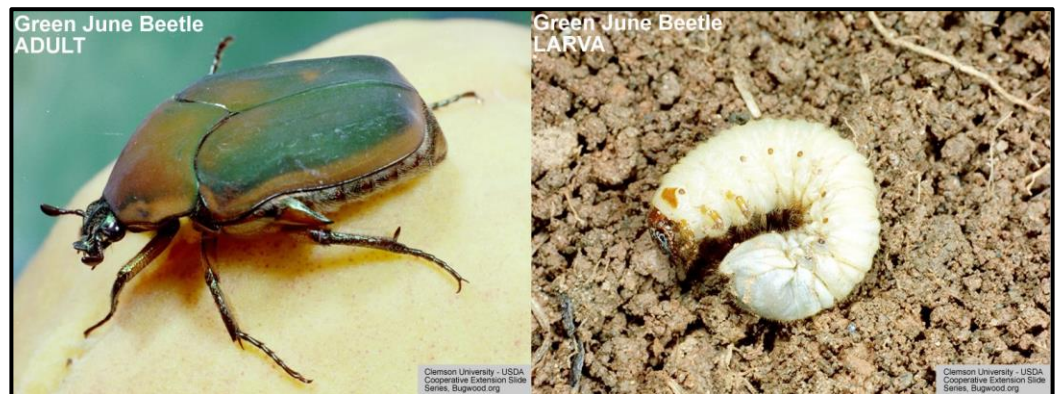 Green June Beetle
ADULT
Clemson University - USDA
Cooperative Extension Slide
Series, Bugwood.org
Green June Beetle
LARVA
Clemson University - USDA
Cooperative Extension Slide
Series, Bugwood.org